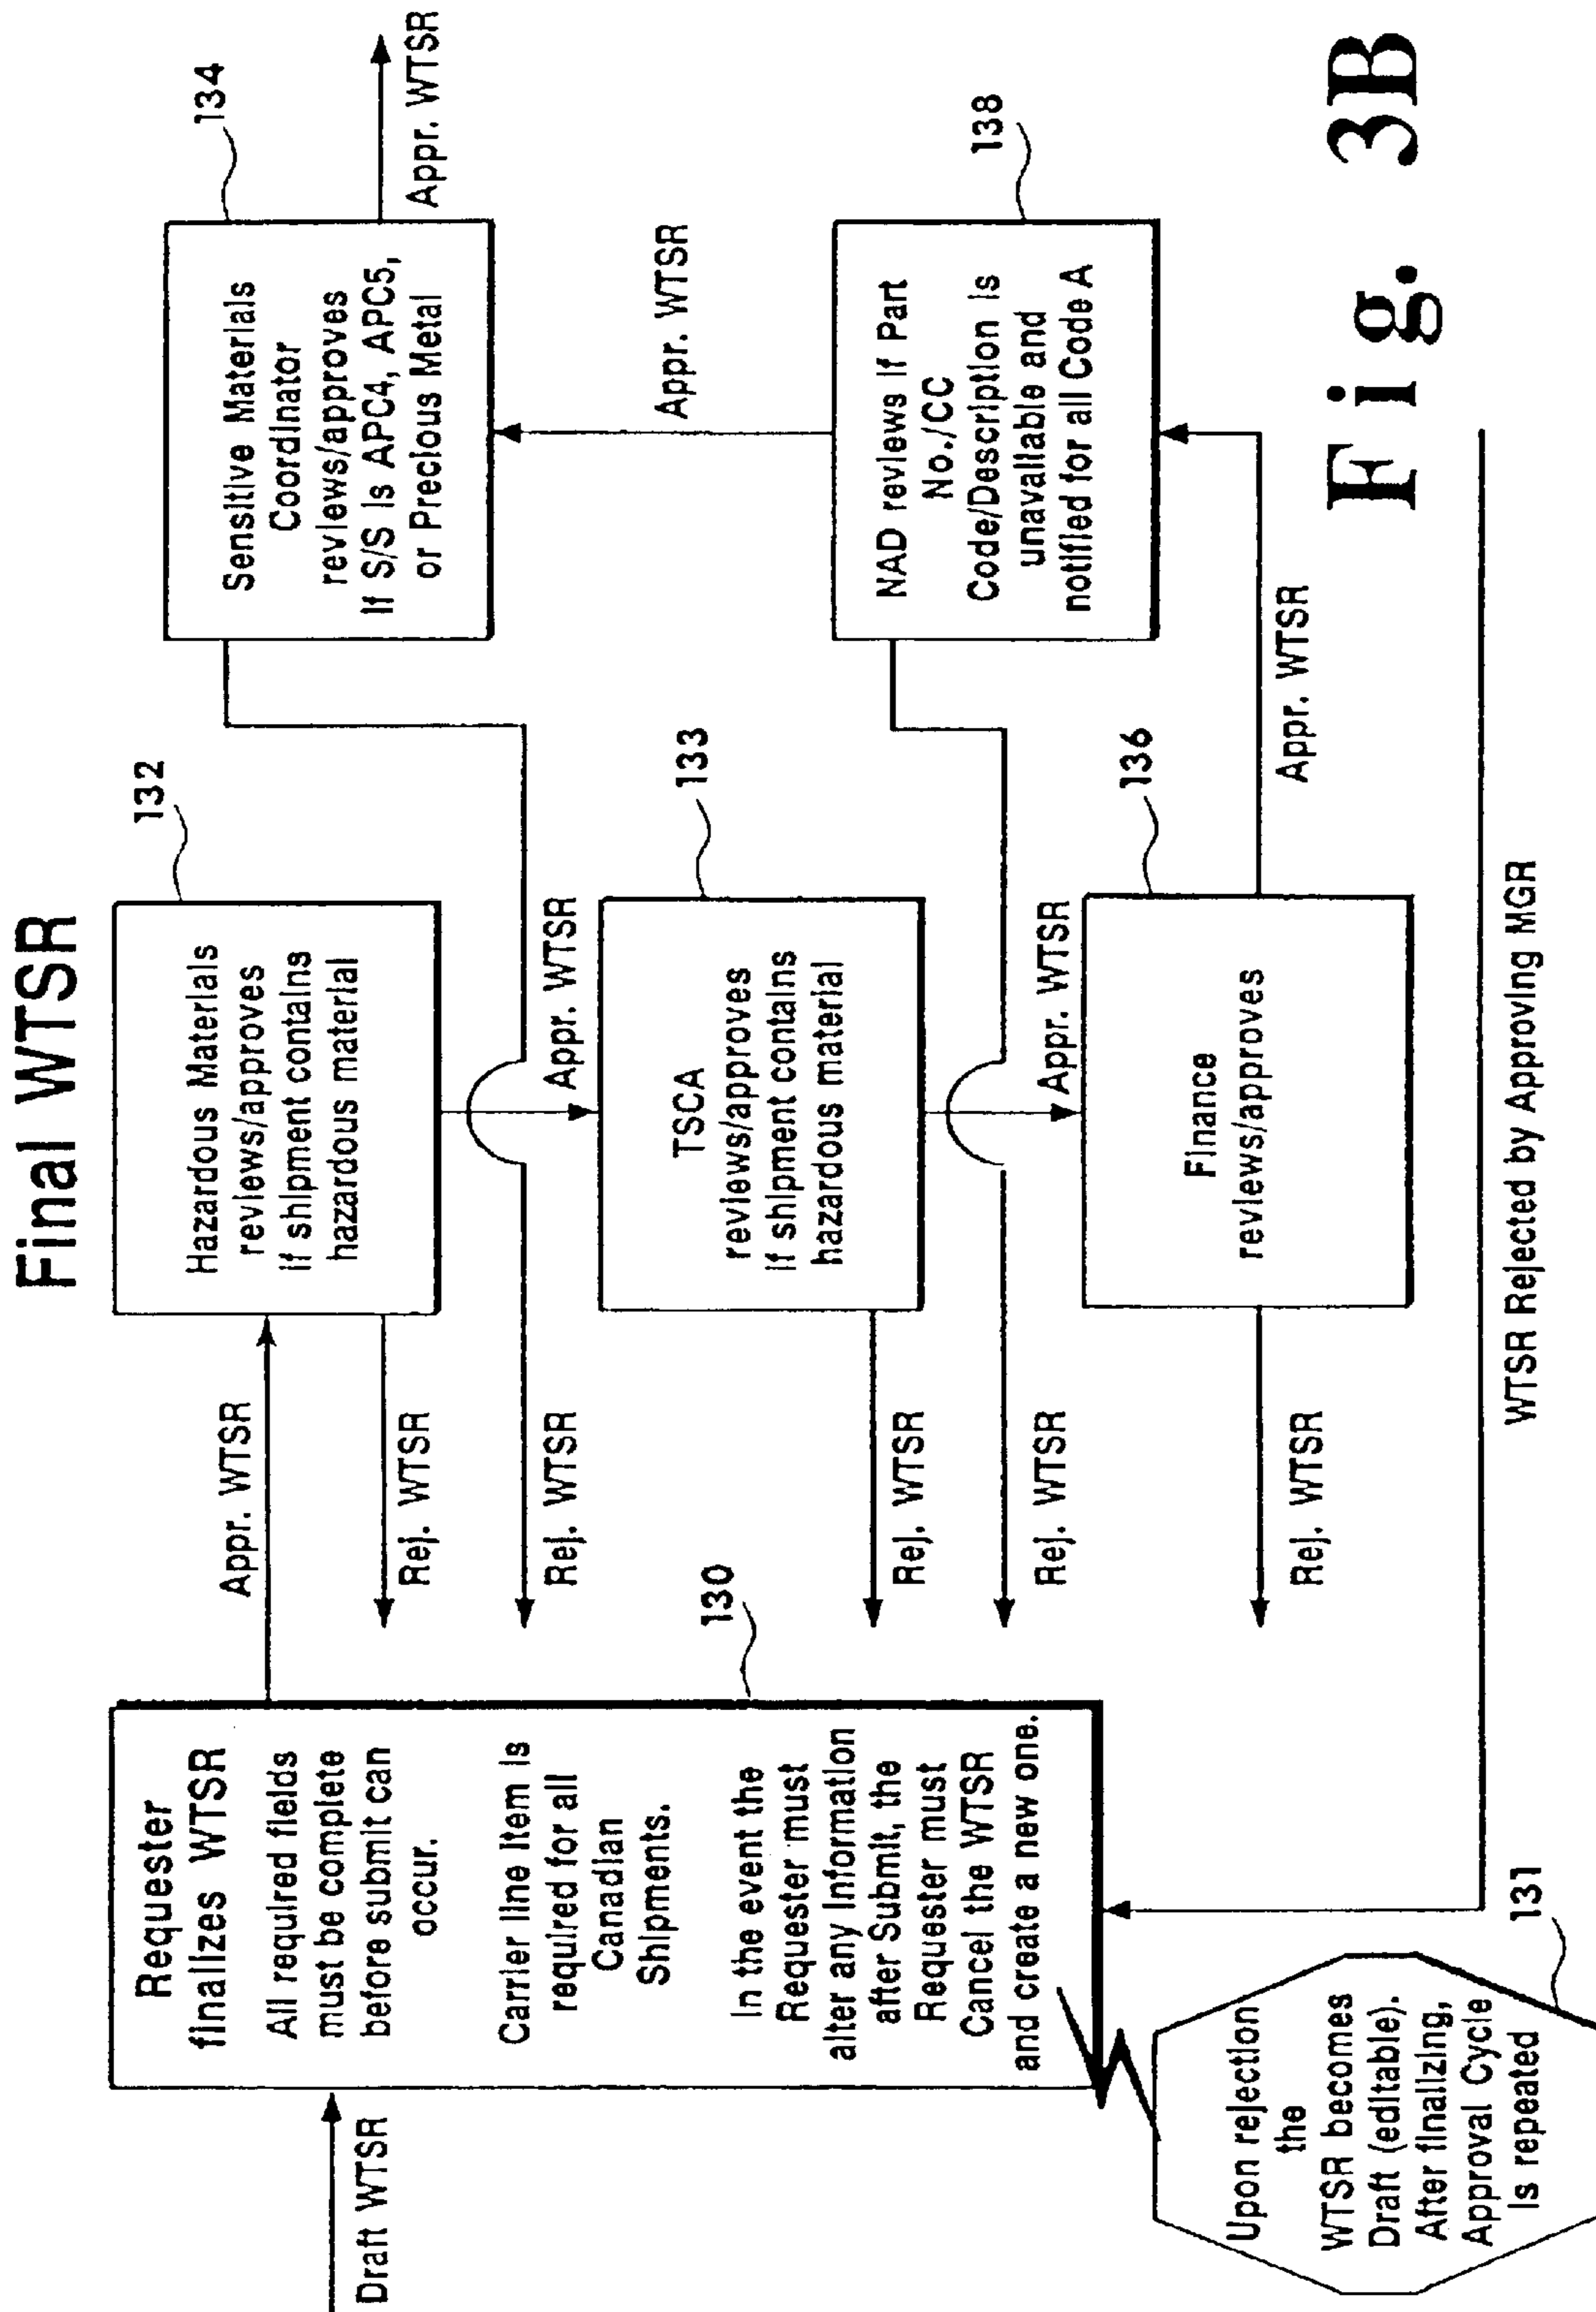 Final WTSR
Draft WTSR
Requester
finalizes WTSR
All required fields
must be complete
before submit can
occur.
Carrier line item is
required for all
Canadian
Shipments.
In the event the
Requester must
alter any Information
after Submit, the
Requester must
Cancel the WTSR
and create a new one.
130
Upon rejection
the
WTSR becomes
Draft (editable).
After finalizing,
Approval Cycle
is repeated
131
Appr. WTSR
Rej. WTSR
Rej. WTSR
Rej. WTSR
Rej. WTSR
Rej. WTSR
Hazardous Materials
reviews/approves
if shipment contains
hazardous material
132
Appr. WTSR
TSCA
reviews/approves
if shipment contains
hazardous material
133
Appr. WTSR
Finance
reviews/approves
136
Appr. WTSR
WTSR Rejected by Approving MGR
Sensitive Materials
Coordinator
reviews/approves
If S/S is APC4, APC5,
or Precious Metal
134
Appr. WTSR
Appr. WTSR
NAD reviews if Part
No./CC
Code/Description is
unavailable and
notified for all Code A
138
Fig. 3B